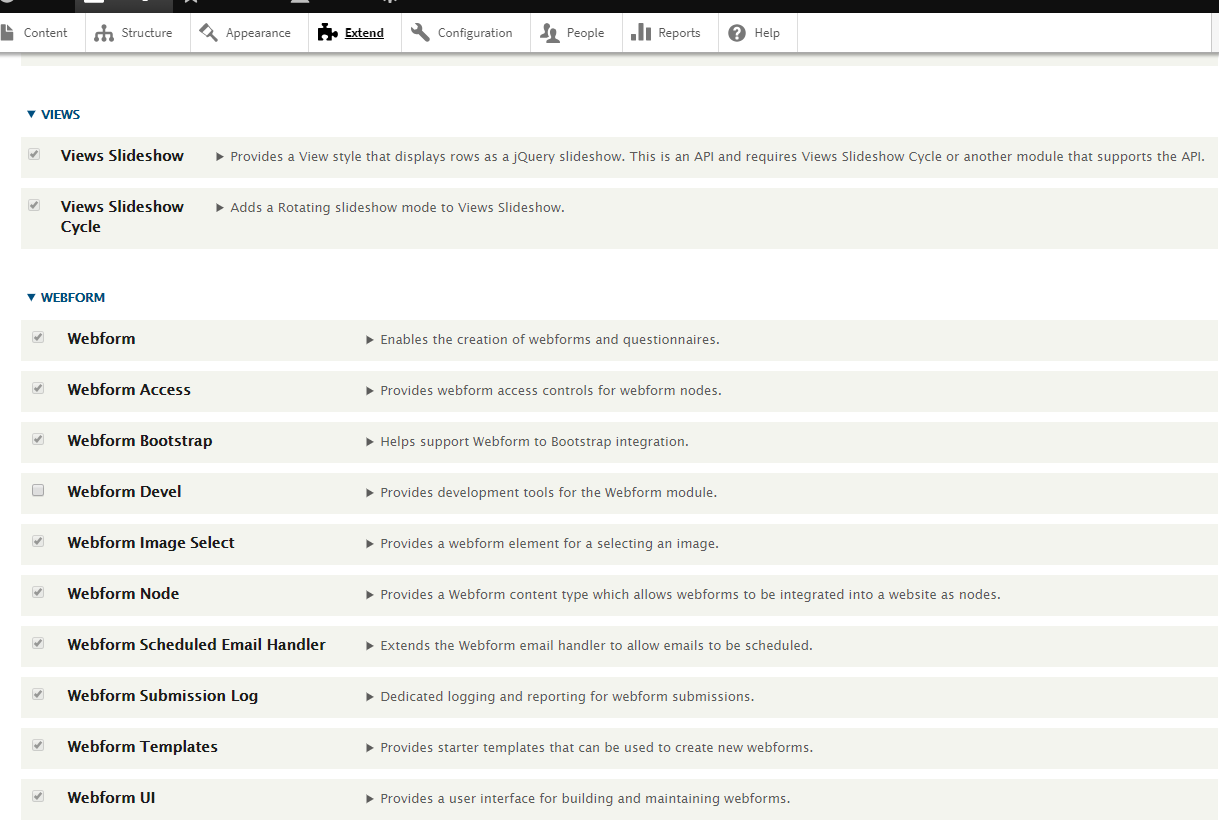 Content Structure Appearance Extend Configuration People Reports Help
VIEWS
Views Slideshow Provides a View style that displays rows as a jQuery slideshow. This is an API and requires Views Slideshow Cycle or another module that supports the API.
Views Slideshow Adds a Rotating slideshow mode to Views Slideshow.
Cycle
WEBFORM
Webform Enables the creation of webforms and questionnaires.
Webform Access Provides webform access controls for webform nodes.
Webform Bootstrap Helps support Webform to Bootstrap integration.
Webform Devel Provides development tools for the Webform module.
Webform Image Select Provides a webform element for a selecting an image.
Webform Node Provides a Webform content type which allows webforms to be integrated into a website as nodes.
Webform Scheduled Email Handler Extends the Webform email handler to allow emails to be scheduled.
Webform Submission Log Dedicated logging and reporting for webform submissions.
Webform Templates Provides starter templates that can be used to create new webforms.
Webform UI Provides a user interface for building and maintaining webforms.